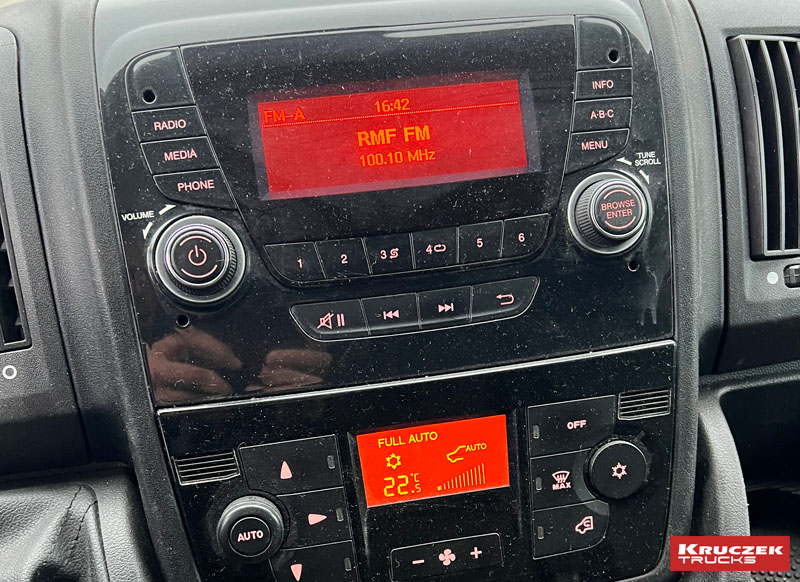 INFO
A·B·C
MENU
TUNE
SCROLL
RADIO
MEDIA
PHONE
FM-A 16:42
RMF FM
100.10 MHz
VOLUME
BROWSE
ENTER
1 2 3 4 5 6
FULL AUTO
AUTO
22.5 °C
OFF
MAX
AUTO
- +
KRUCZEK
TRUCKS